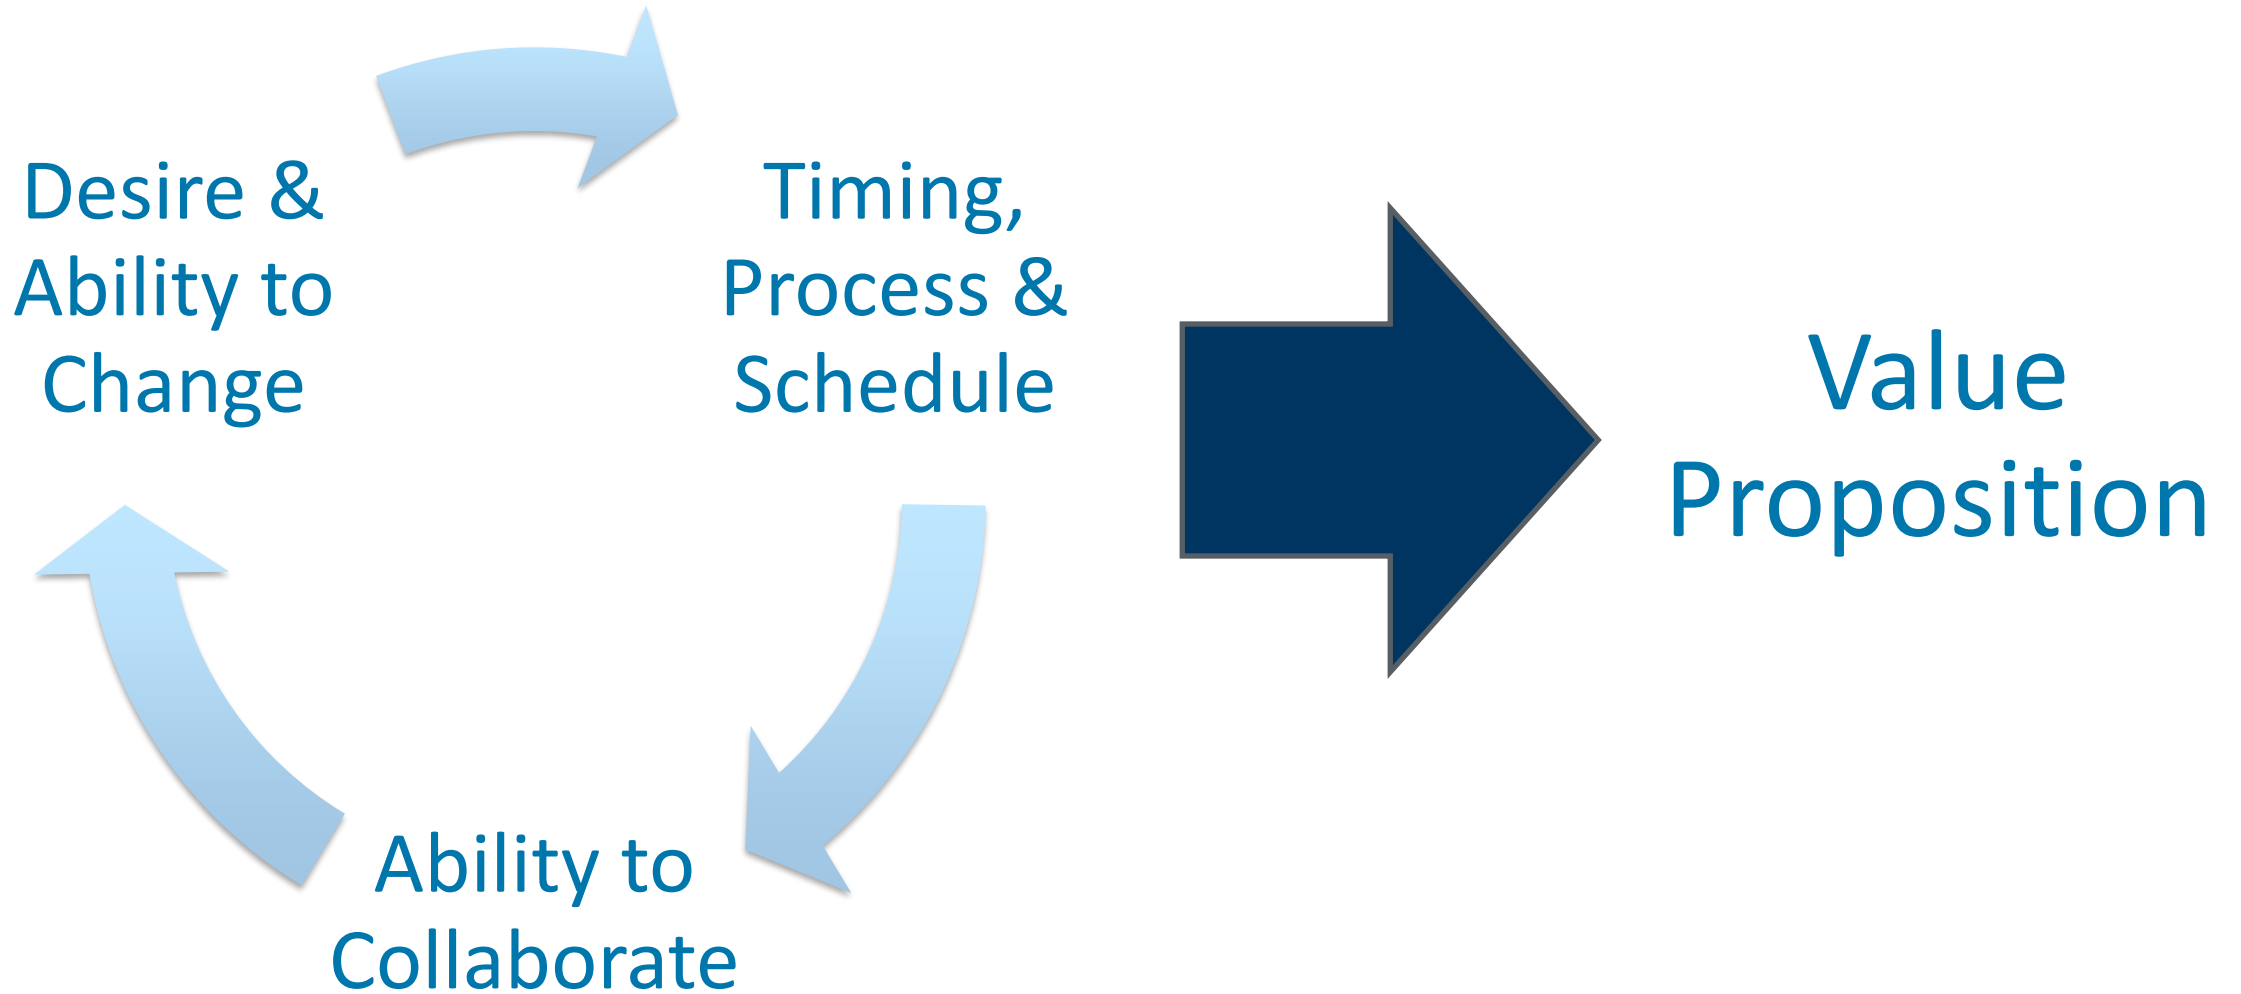 Desire &
Ability to
Change
Timing,
Process &
Schedule
Ability to
Collaborate
Value
Proposition